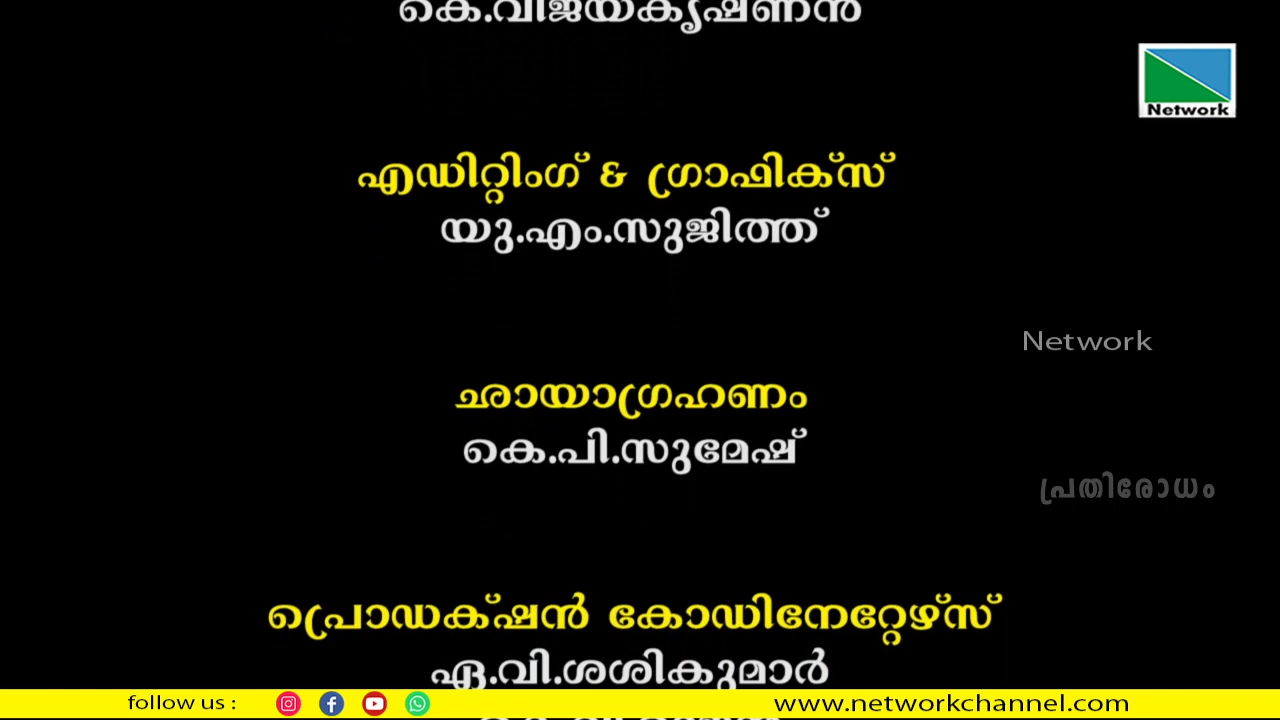 കെ.വിജയകൃഷ്ണൻ
Network
എഡിറ്റിംഗ് & ഗ്രാഫിക്സ്
യു.എം.സുജിത്ത്
Network
ഛായാഗ്രഹണം
കെ.പി.സുമേഷ്
പ്രതിരോധം
പ്രൊഡക്ഷൻ കോഡിനേറ്റേഴ്സ്
ഏ.വി.ശശികുമാർ
follow us :
www.networkchannel.com